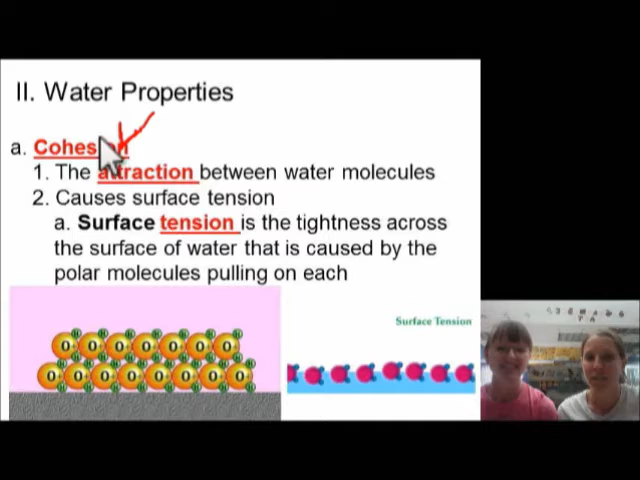 II. Water Properties
a. Cohesion
1. The attraction between water molecules
2. Causes surface tension
a. Surface tension is the tightness across
the surface of water that is caused by the
polar molecules pulling on each
Surface Tension
H H H H H H H
O O O O O O O
H H H H H H H H
O O O O O O O O
H H H H H H H H